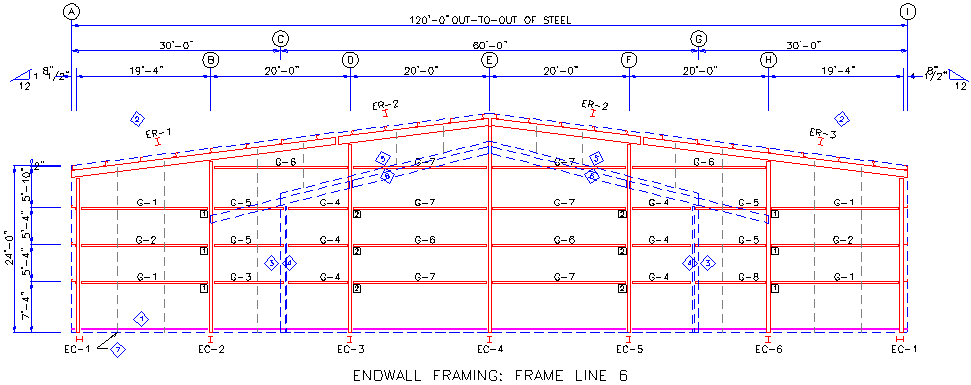 A I
120'-0" OUT-TO-OUT OF STEEL
C G
30'-0" 60'-0" 30'-0"
B D E F H
8 1/2" 19'-4" 20'-0" 20'-0" 20'-0" 20'-0" 19'-4" 8 1/2"
1 12 1 12
2 ER-1 ER-2 ER-2 ER-3 2
2"
G-6 5 G-7 G-7 5 G-6
6 6
5'-10"
G-1 G-5 G-4 G-7 G-7 G-4 G-5 G-1
1 2 2 1
5'-4"
G-2 G-5 G-4 G-6 G-6 G-4 G-5 G-2
1 2 2 1
24'-0"
5'-4" 3 4 4 3
G-1 G-3 G-4 G-7 G-7 G-4 G-8 G-1
1 2 2 1
7'-4"
EC-1 7 EC-2 EC-3 EC-4 EC-5 EC-6 EC-1
ENDWALL FRAMING: FRAME LINE 6